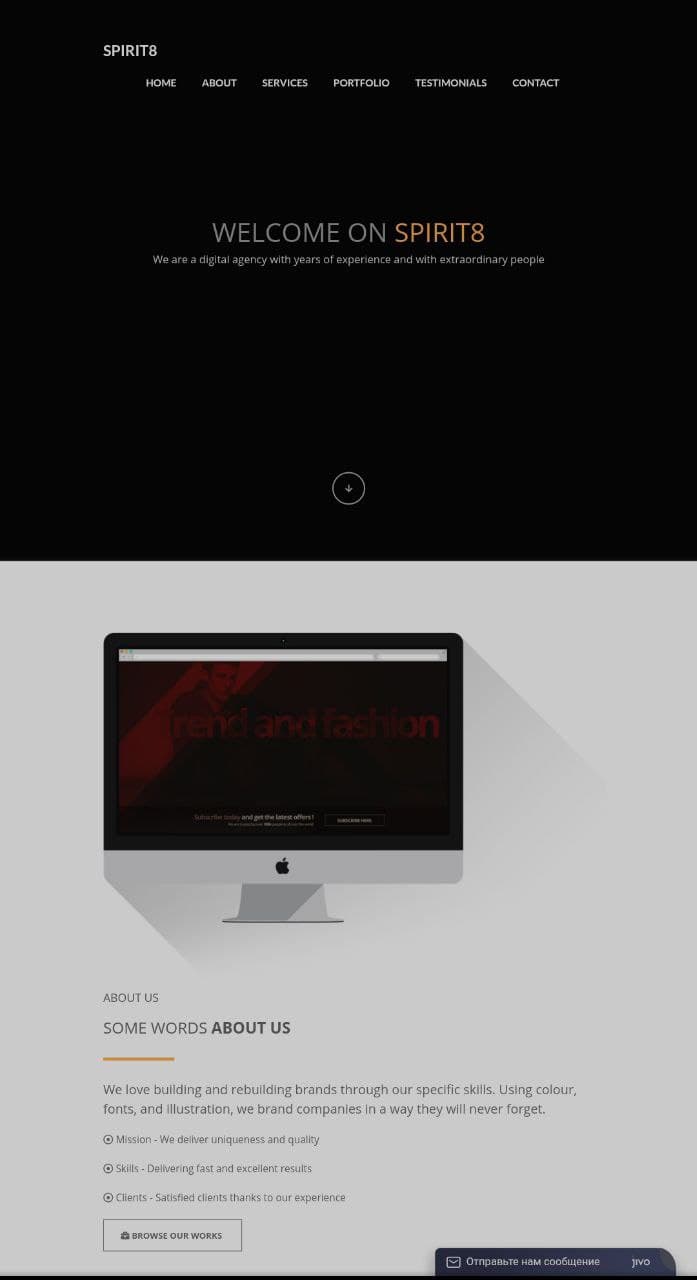 SPIRIT8
HOME ABOUT SERVICES PORTFOLIO TESTIMONIALS CONTACT
WELCOME ON SPIRIT8
We are a digital agency with years of experience and with extraordinary people
Trend and fashion
Subscribe today and get the latest offers !
SUBSCRIBE HERE
ABOUT US
SOME WORDS ABOUT US
We love building and rebuilding brands through our specific skills. Using colour,
fonts, and illustration, we brand companies in a way they will never forget.
Mission - We deliver uniqueness and quality
Skills - Delivering fast and excellent results
Clients - Satisfied clients thanks to our experience
BROWSE OUR WORKS
Отправьте нам сообщение jivo